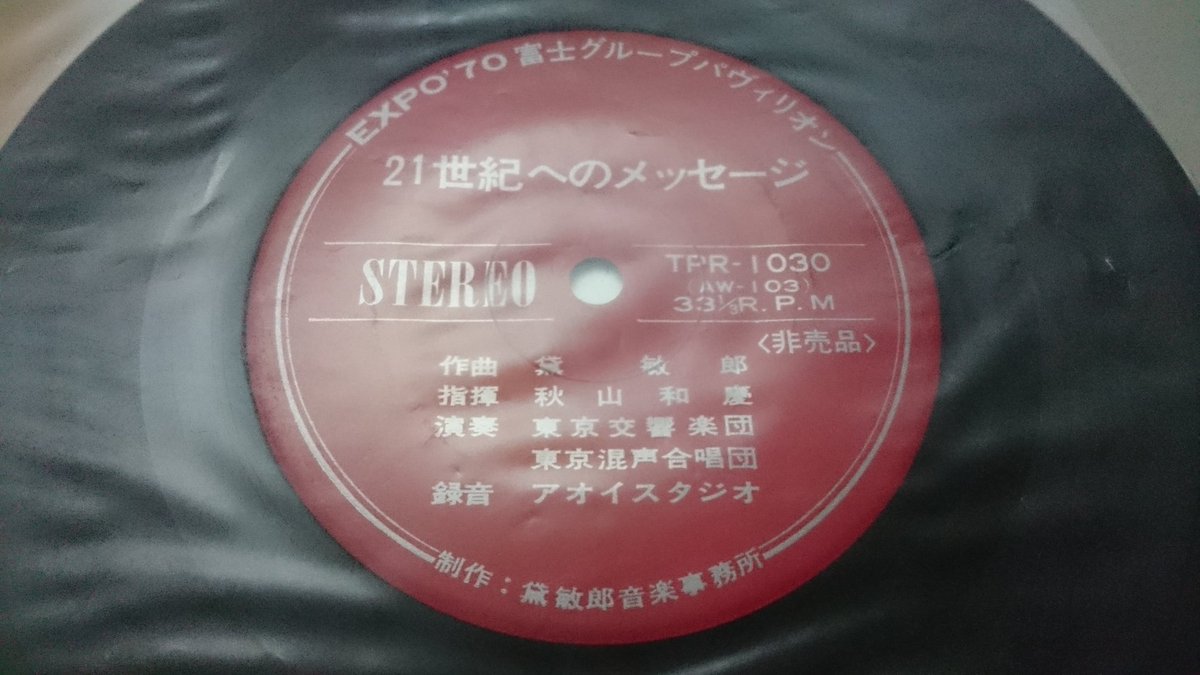 EXPO'70 富士グループパヴィリオン
21世紀へのメッセージ
STEREO
TPR-1030
(AW-103)
33⅓R.P.M
<非売品>
作曲 黛 敏 郎
指揮 秋 山 和 慶
演奏 東京交響楽団
東京混声合唱団
録音 アオイスタジオ
制作：黛敏郎音楽事務所